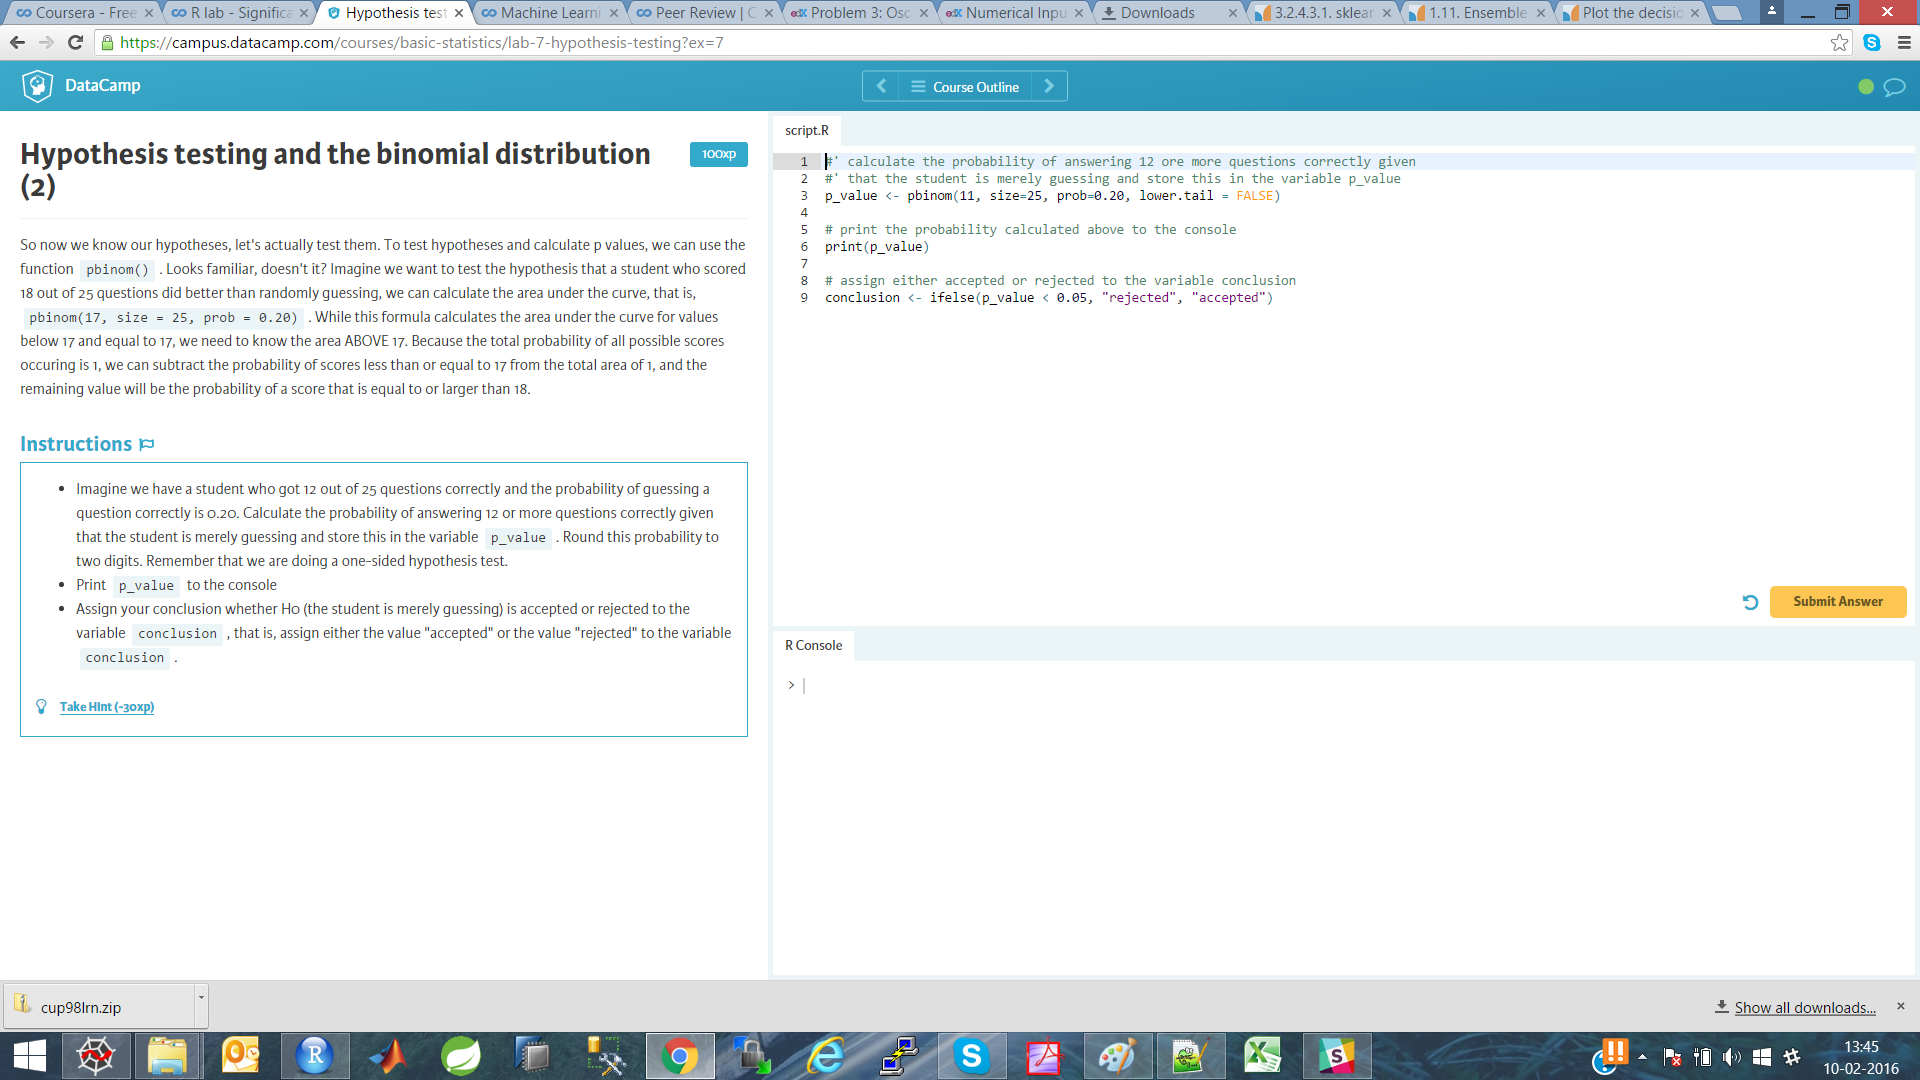 Coursera - Free
R lab - Significa
Hypothesis test
Machine Learni
Peer Review | C
edX Problem 3: Osc
edX Numerical Inpu
Downloads
3.2.4.3.1. sklear
1.11. Ensemble
Plot the decisio
https://campus.datacamp.com/courses/basic-statistics/lab-7-hypothesis-testing?ex=7
DataCamp
Course Outline
Hypothesis testing and the binomial distribution
(2)
100xp
So now we know our hypotheses, let's actually test them. To test hypotheses and calculate p values, we can use the
function pbinom() . Looks familiar, doesn't it? Imagine we want to test the hypothesis that a student who scored
18 out of 25 questions did better than randomly guessing, we can calculate the area under the curve, that is,
pbinom(17, size = 25, prob = 0.20) . While this formula calculates the area under the curve for values
below 17 and equal to 17, we need to know the area ABOVE 17. Because the total probability of all possible scores
occuring is 1, we can subtract the probability of scores less than or equal to 17 from the total area of 1, and the
remaining value will be the probability of a score that is equal to or larger than 18.
Instructions
• Imagine we have a student who got 12 out of 25 questions correctly and the probability of guessing a
question correctly is 0.20. Calculate the probability of answering 12 or more questions correctly given
that the student is merely guessing and store this in the variable p_value . Round this probability to
two digits. Remember that we are doing a one-sided hypothesis test.
• Print p_value to the console
• Assign your conclusion whether H0 (the student is merely guessing) is accepted or rejected to the
variable conclusion , that is, assign either the value "accepted" or the value "rejected" to the variable
conclusion .
Take Hint (-30xp)
script.R
1 #' calculate the probability of answering 12 ore more questions correctly given
2 #' that the student is merely guessing and store this in the variable p_value
3 p_value <- pbinom(11, size=25, prob=0.20, lower.tail = FALSE)
4
5 # print the probability calculated above to the console
6 print(p_value)
7
8 # assign either accepted or rejected to the variable conclusion
9 conclusion <- ifelse(p_value < 0.05, "rejected", "accepted")
Submit Answer
R Console
>
cup98lrn.zip
Show all downloads...
13:45
10-02-2016